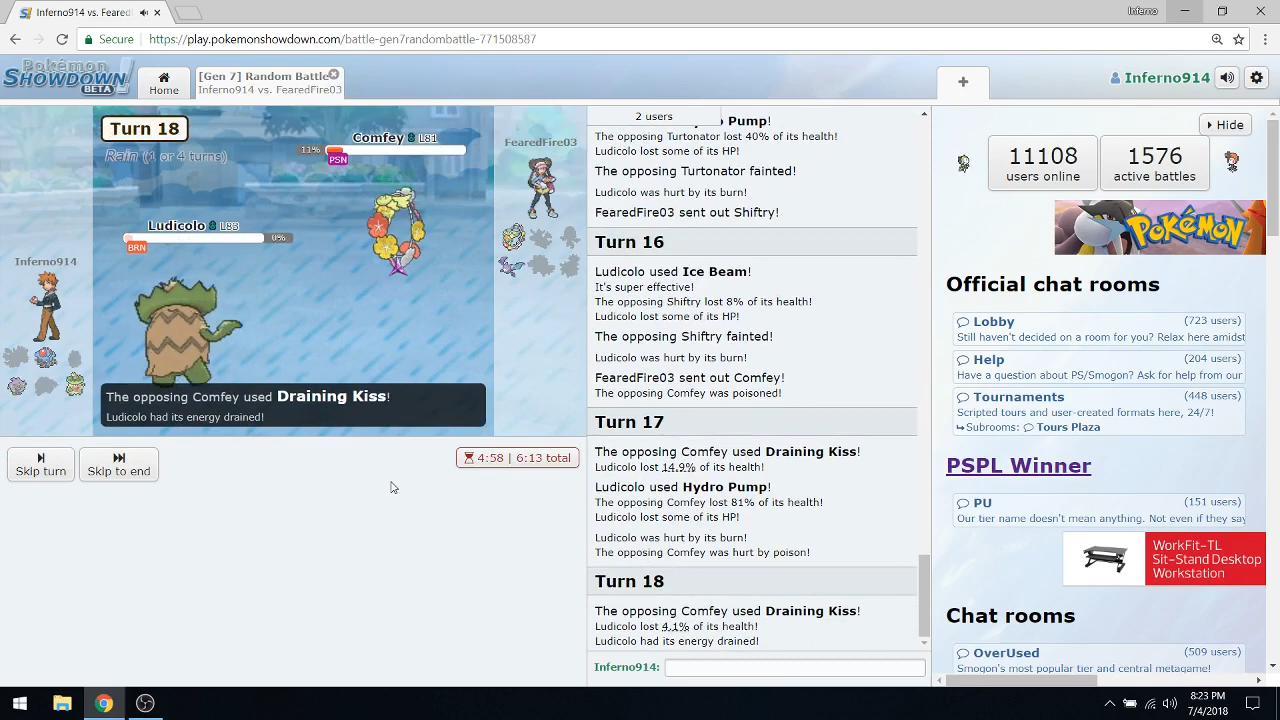 Inferno914 vs. Feared
Inferno
Secure
https://play.pokemonshowdown.com/battle-gen7randombattle-771508587
Pokémon
SHOWDOWN!
BETA
Home
[Gen 7] Random Battle
Inferno914 vs. FearedFire03
Inferno914
Turn 18
Rain (1 or 4 turns)
Comfey L81
11%
PSN
FearedFire03
Ludicolo L83
0%
BRN
Inferno914
The opposing Comfey used Draining Kiss!
Ludicolo had its energy drained!
Skip turn
Skip to end
4:58 | 6:13 total
2 users
Pump!
The opposing Turtonator lost 40% of its health!
Ludicolo lost some of its HP!
The opposing Turtonator fainted!
Ludicolo was hurt by its burn!
FearedFire03 sent out Shiftry!
Turn 16
Ludicolo used Ice Beam!
It's super effective!
The opposing Shiftry lost 8% of its health!
Ludicolo lost some of its HP!
The opposing Shiftry fainted!
Ludicolo was hurt by its burn!
FearedFire03 sent out Comfey!
The opposing Comfey was poisoned!
Turn 17
The opposing Comfey used Draining Kiss!
Ludicolo lost 14.9% of its health!
Ludicolo used Hydro Pump!
The opposing Comfey lost 81% of its health!
Ludicolo lost some of its HP!
Ludicolo was hurt by its burn!
The opposing Comfey was hurt by poison!
Turn 18
The opposing Comfey used Draining Kiss!
Ludicolo lost 4.1% of its health!
Ludicolo had its energy drained!
Inferno914:
Hide
11108
users online
1576
active battles
POKéMON
Official chat rooms
Lobby (723 users)
Still haven't decided on a room for you? Relax here amidst
Help (204 users)
Have a question about PS/Smogon? Ask for help from our
Tournaments (448 users)
Scripted tours and user-created formats here, 24/7!
Subrooms: Tours Plaza
PSPL Winner
PU (151 users)
Our tier name doesn't mean anything. Not even if they say
WorkFit-TL
Sit-Stand Desktop
Workstation
Chat rooms
OverUsed (509 users)
Smogon's most popular tier and central metagame!
8:23 PM
7/4/2018